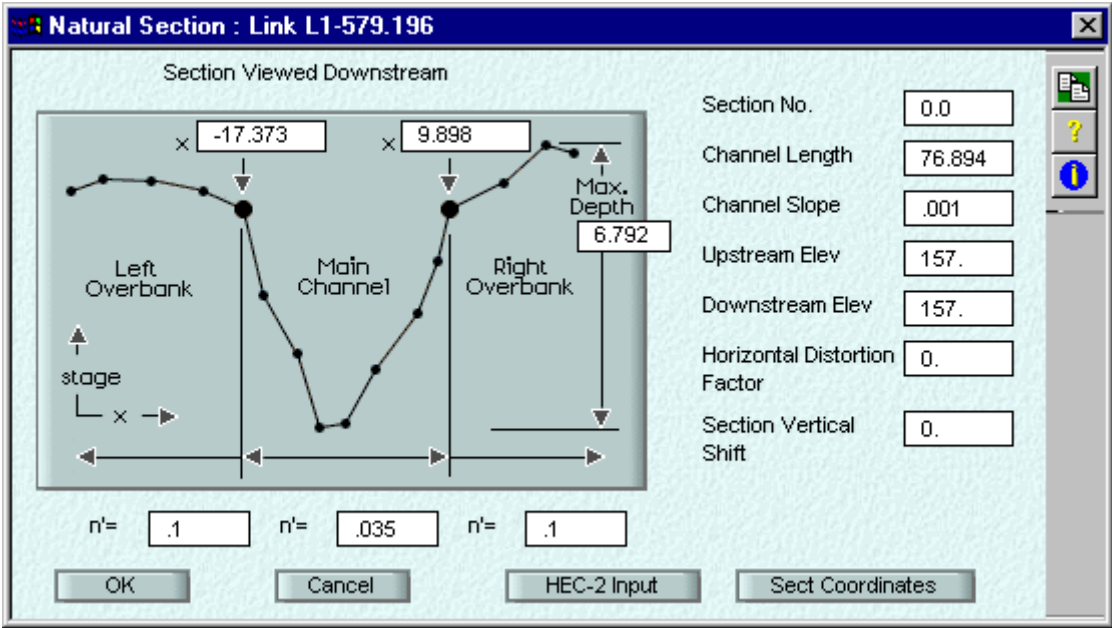 Natural Section : Link L1-579.196
Section Viewed Downstream
x -17.373
x 9.898
Max.
Depth
6.792
Left
Overbank
Main
Channel
Right
Overbank
stage
x
n'= .1
n'= .035
n'= .1
Section No. 0.0
Channel Length 76.894
Channel Slope .001
Upstream Elev 157.
Downstream Elev 157.
Horizontal Distortion
Factor 0.
Section Vertical
Shift 0.
?
i
OK
Cancel
HEC-2 Input
Sect Coordinates